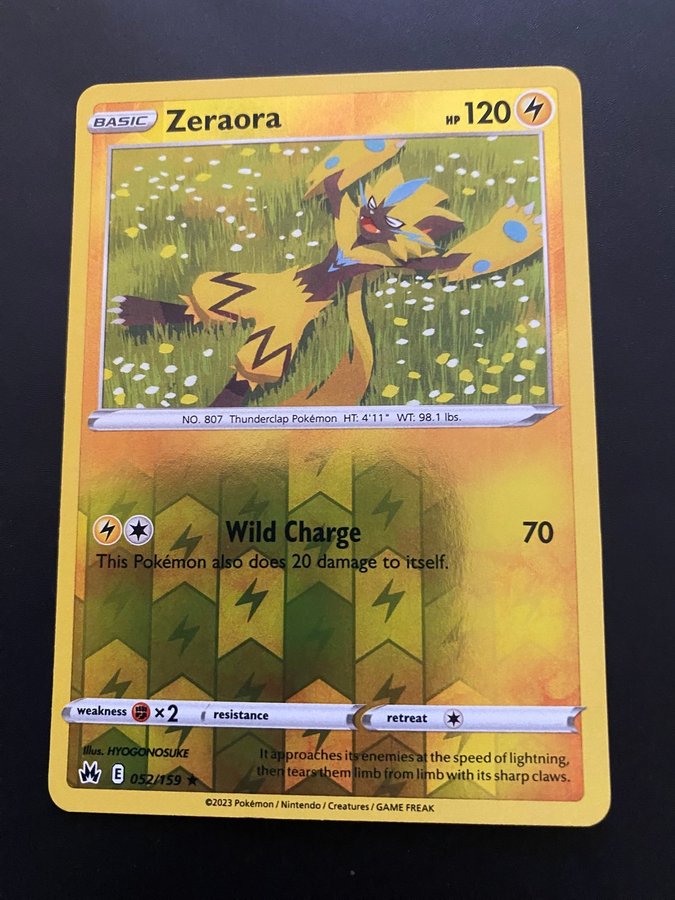 BASIC Zeraora HP 120
NO. 807 Thunderclap Pokémon HT: 4'11" WT: 98.1 lbs.
Wild Charge 70
This Pokémon also does 20 damage to itself.
weakness ×2 resistance retreat
Illus. HYOGONOSUKE
It approaches its enemies at the speed of lightning,
then tears them limb from limb with its sharp claws.
E 052/159 ★
©2023 Pokémon / Nintendo / Creatures / GAME FREAK